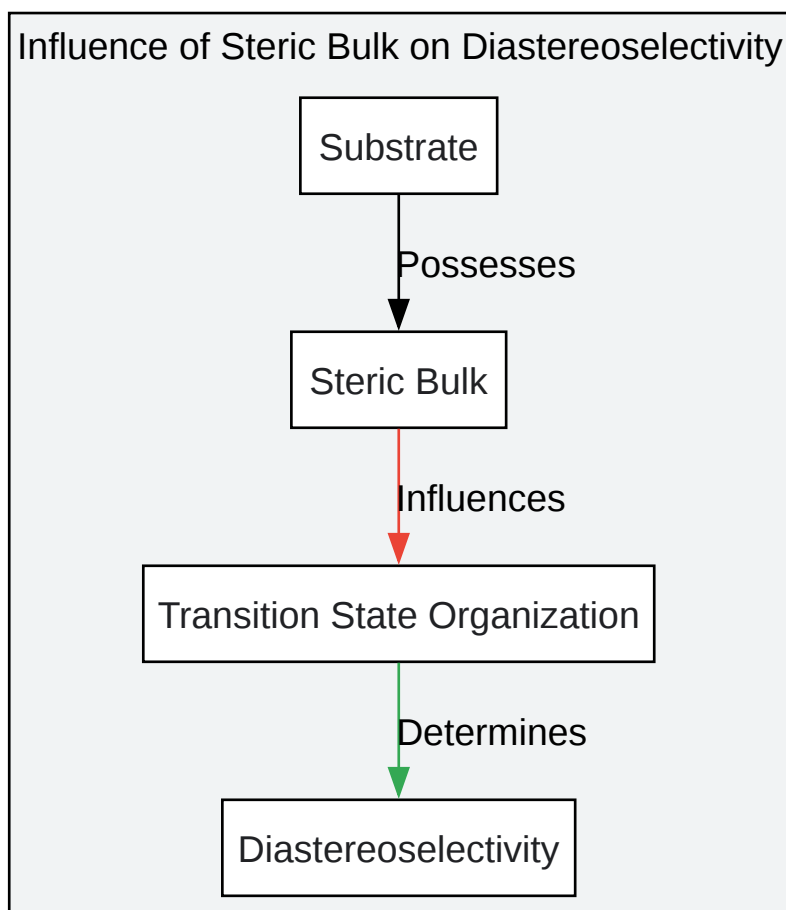 Influence of Steric Bulk on Diastereoselectivity
Substrate
Possesses
Steric Bulk
Influences
Transition State Organization
Determines
Diastereoselectivity